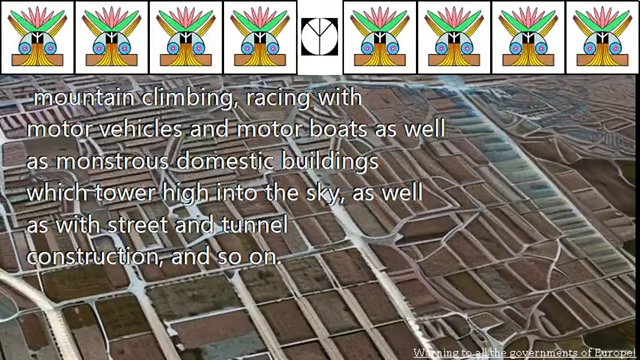 mountain climbing, racing with
motor vehicles and motor boats as well
as monstrous domestic buildings
which tower high into the sky, as well
as with street and tunnel
construction, and so on.
Warning to all the governments of Europe!